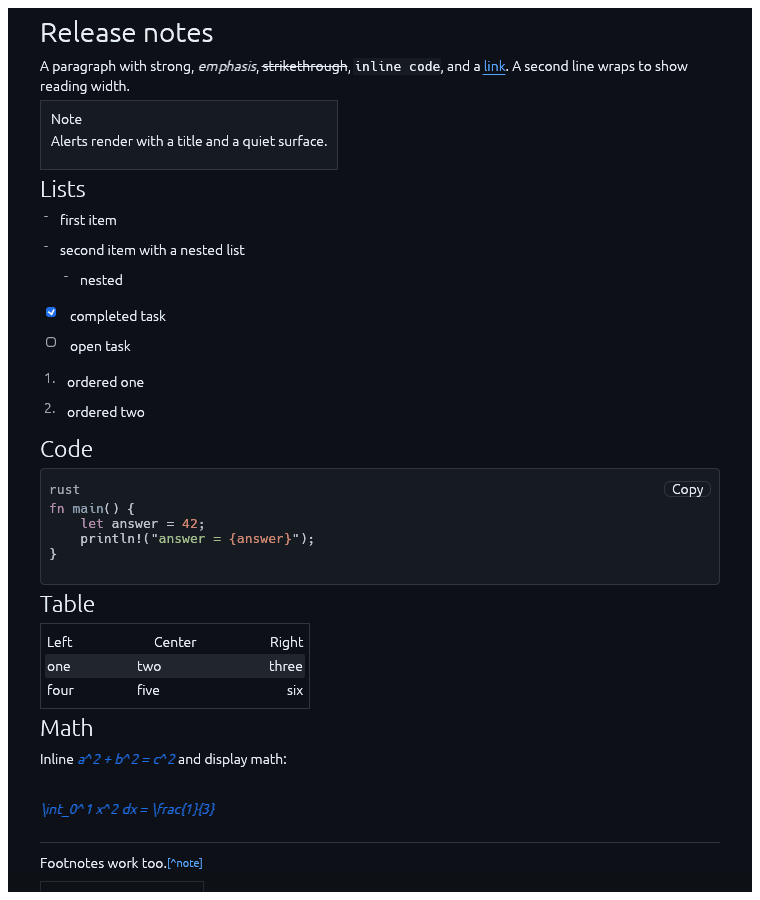 Release notes
A paragraph with strong, emphasis, strikethrough, inline code, and a link. A second line wraps to show
reading width.
Note
Alerts render with a title and a quiet surface.
Lists
- first item
- second item with a nested list
- nested
completed task
open task
1. ordered one
2. ordered two
Code
rust Copy
fn main() {
    let answer = 42;
    println!("answer = {answer}");
}
Table
Left Center Right
one two three
four five six
Math
Inline a^2 + b^2 = c^2 and display math:
\int_0^1 x^2 dx = \frac{1}{3}
Footnotes work too.[^note]